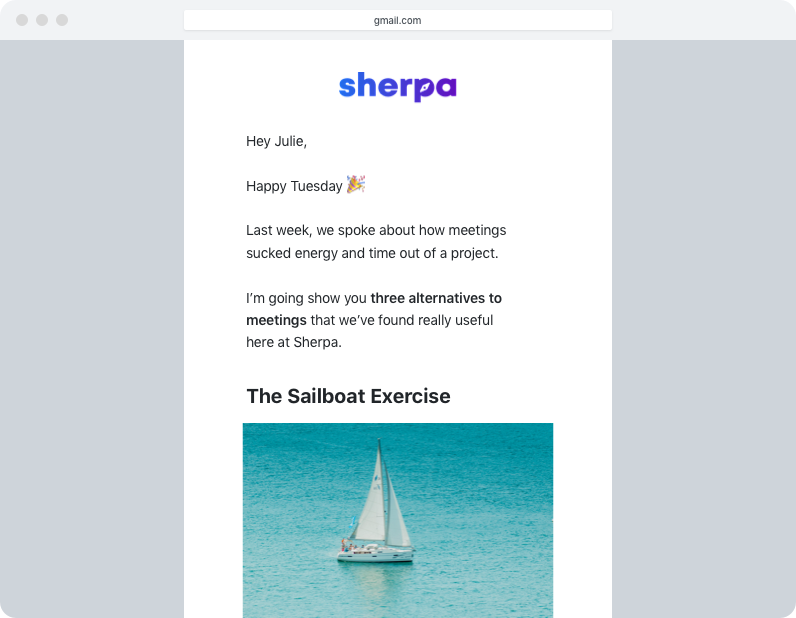 gmail.com
sherpa
Hey Julie,
Happy Tuesday 🎉
Last week, we spoke about how meetings
sucked energy and time out of a project.
I’m going show you three alternatives to
meetings that we’ve found really useful
here at Sherpa.
The Sailboat Exercise